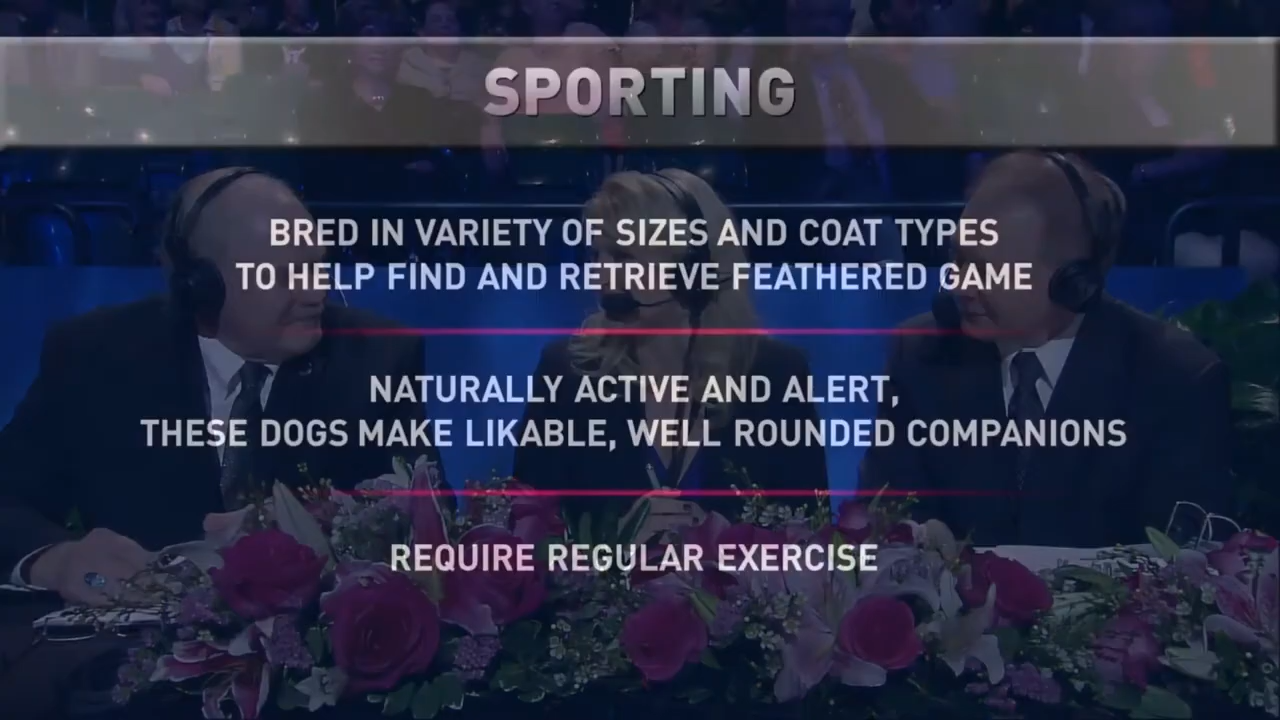 SPORTING
BRED IN VARIETY OF SIZES AND COAT TYPES
TO HELP FIND AND RETRIEVE FEATHERED GAME
NATURALLY ACTIVE AND ALERT,
THESE DOGS MAKE LIKABLE, WELL ROUNDED COMPANIONS
REQUIRE REGULAR EXERCISE